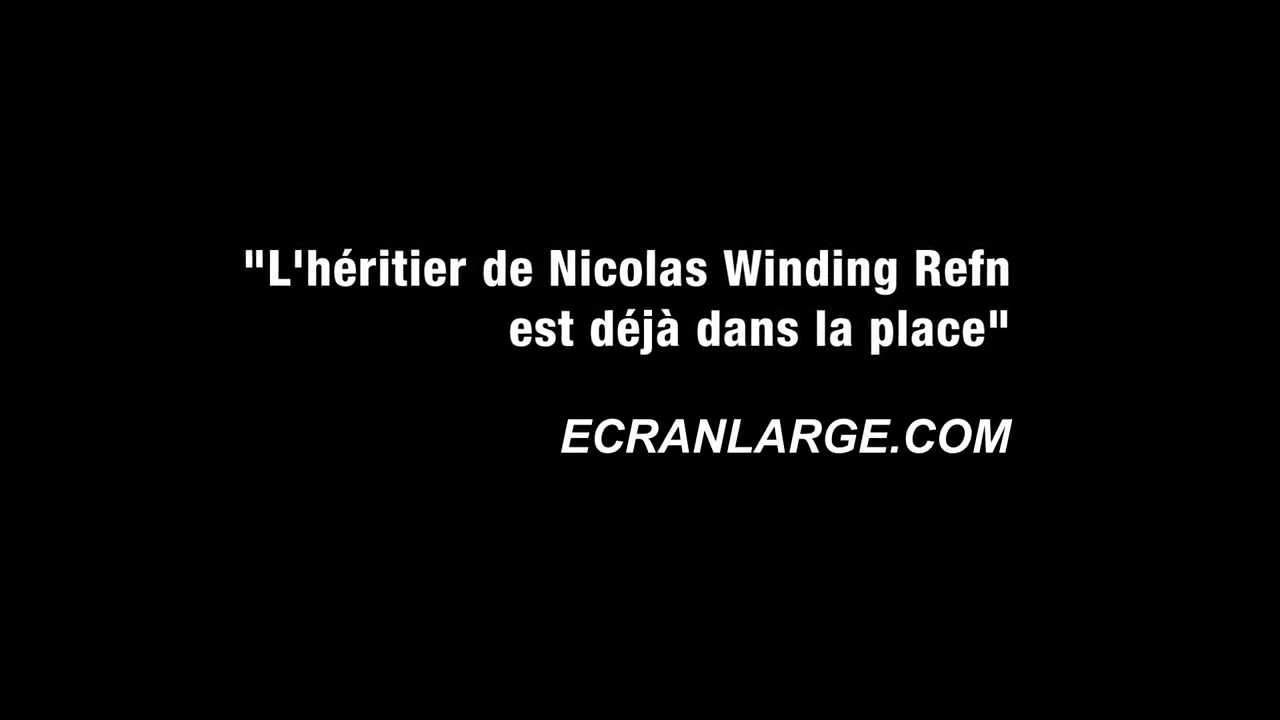 "L'héritier de Nicolas Winding Refn
est déjà dans la place"
ECRANLARGE.COM